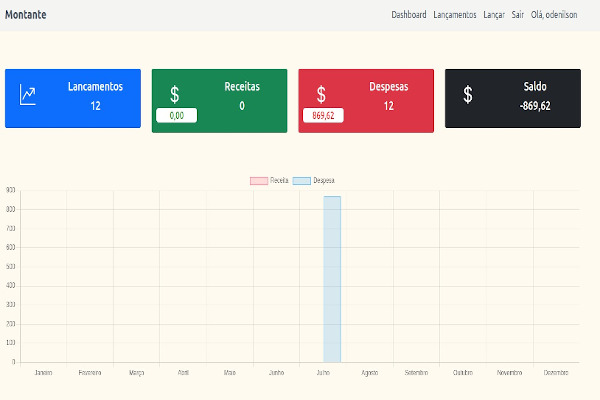 Montante
Dashboard Lançamentos Lançar Sair Olá, odenilson
Lancamentos
12
$ Receitas
0
0,00
$ Despesas
12
869,62
$ Saldo
-869,62
Receita Despesa
900
800
700
600
500
400
300
200
100
0
Janeiro Fevereiro Março Abril Maio Junho Julho Agosto Setembro Outubro Novembro Dezembro